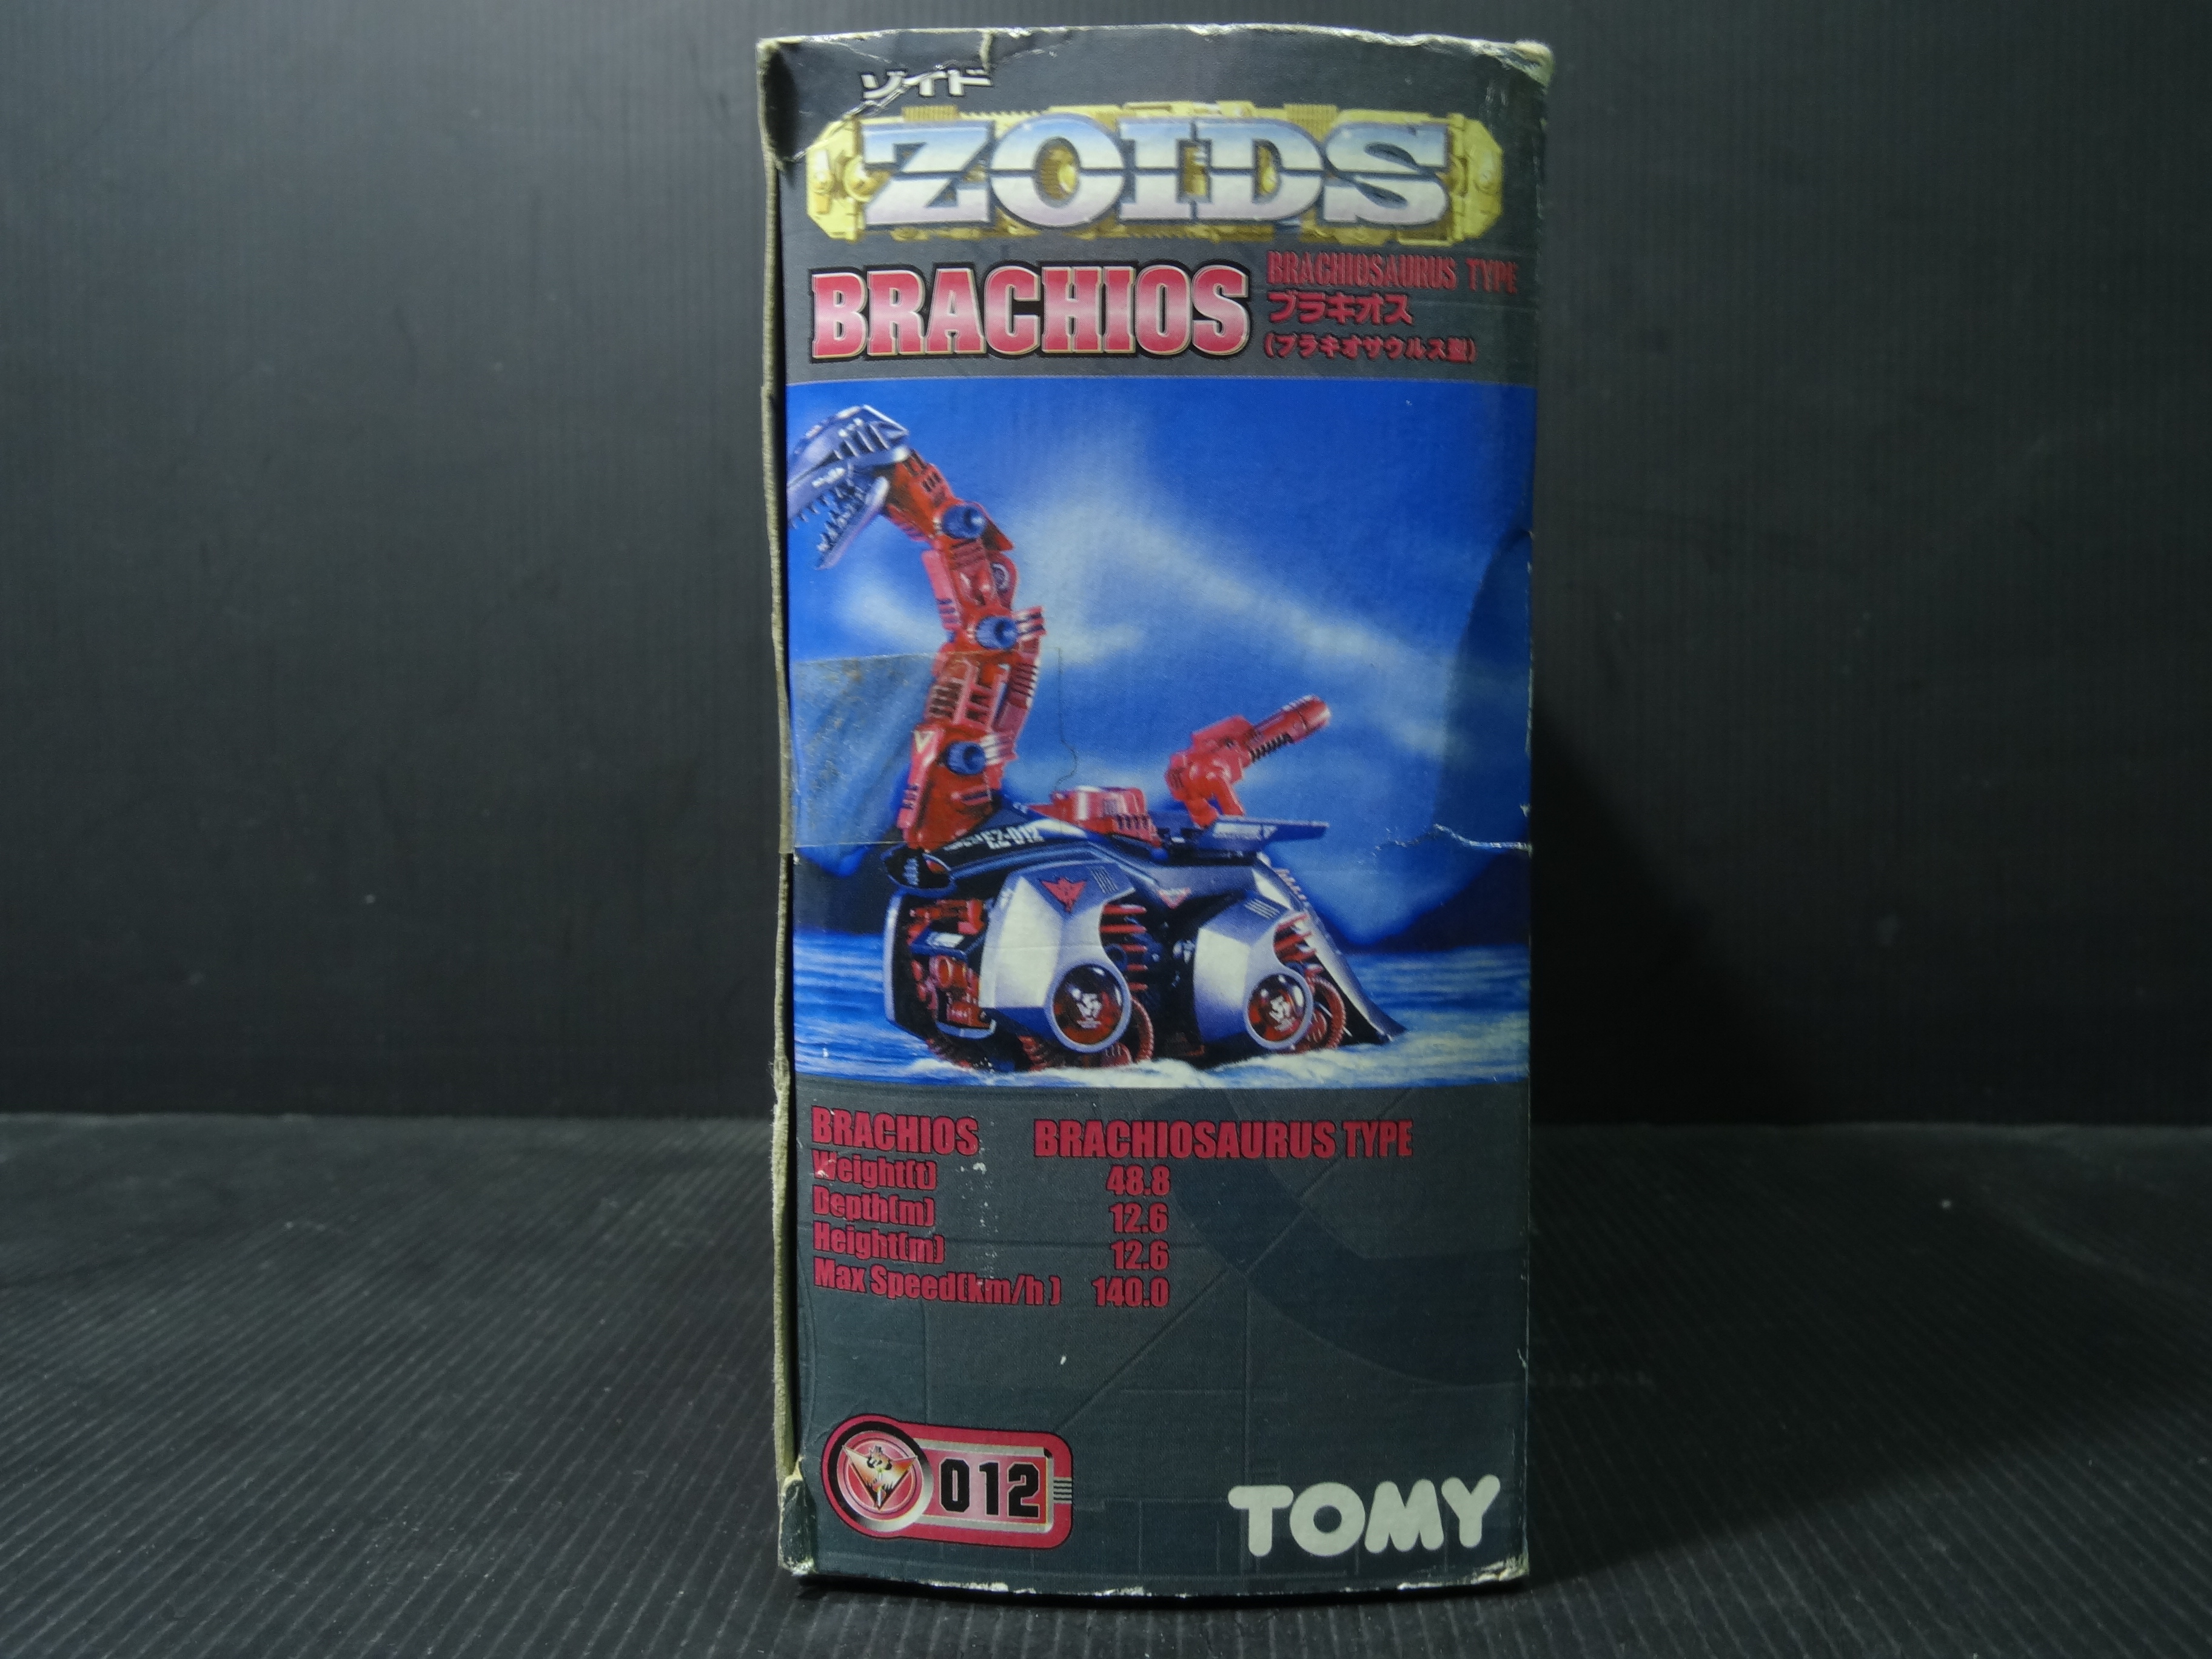 ゾイド
ZOIDS
BRACHIOS
BRACHIOSAURUS TYPE
ブラキオス
(ブラキオサウルス型)
EZ-012
BRACHIOS BRACHIOSAURUS TYPE
Weight(t) 48.8
Depth(m) 12.6
Height(m) 12.6
Max Speed(km/h) 140.0
012
TOMY